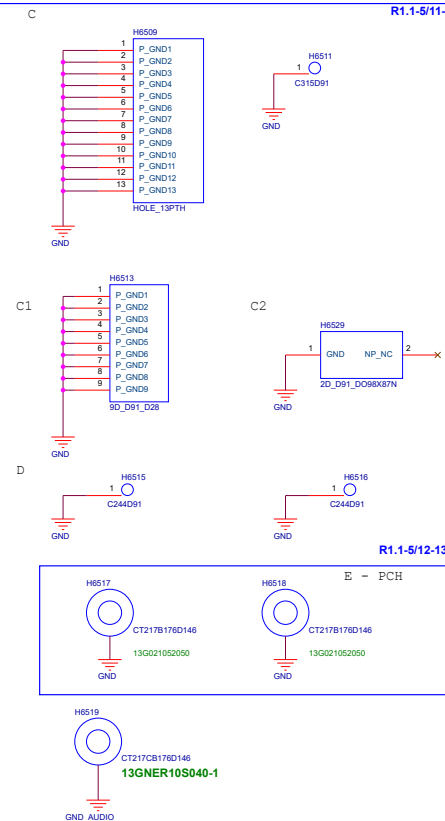 C
R1.1-5/11-
H6509
1 P_GND1
2 P_GND2
3 P_GND3
4 P_GND4
5 P_GND5
6 P_GND6
7 P_GND7
8 P_GND8
9 P_GND9
10 P_GND10
11 P_GND11
12 P_GND12
13 P_GND13
HOLE_13PTH
GND
H6511
1
C315D91
GND
C1
H6513
1 P_GND1
2 P_GND2
3 P_GND3
4 P_GND4
5 P_GND5
6 P_GND6
7 P_GND7
8 P_GND8
9 P_GND9
9D_D91_D28
GND
C2
H6529
1 GND NP_NC 2
2D_D91_DO98X87N
GND
D
H6515
1
C244D91
GND
H6516
1
C244D91
GND
R1.1-5/12-13
E - PCH
H6517
CT217B176D146
13G021052050
GND
H6518
CT217B176D146
13G021052050
GND
H6519
CT217CB176D146
13GNER10S040-1
GND_AUDIO